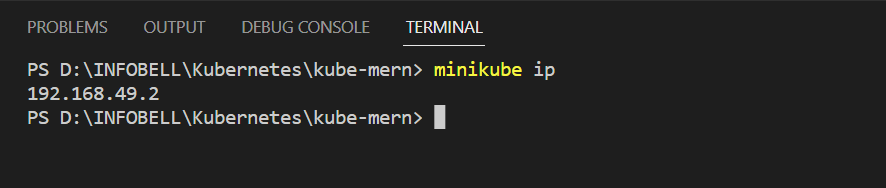 PROBLEMS OUTPUT DEBUG CONSOLE TERMINAL
PS D:\INFOBELL\Kubernetes\kube-mern> minikube ip
192.168.49.2
PS D:\INFOBELL\Kubernetes\kube-mern>